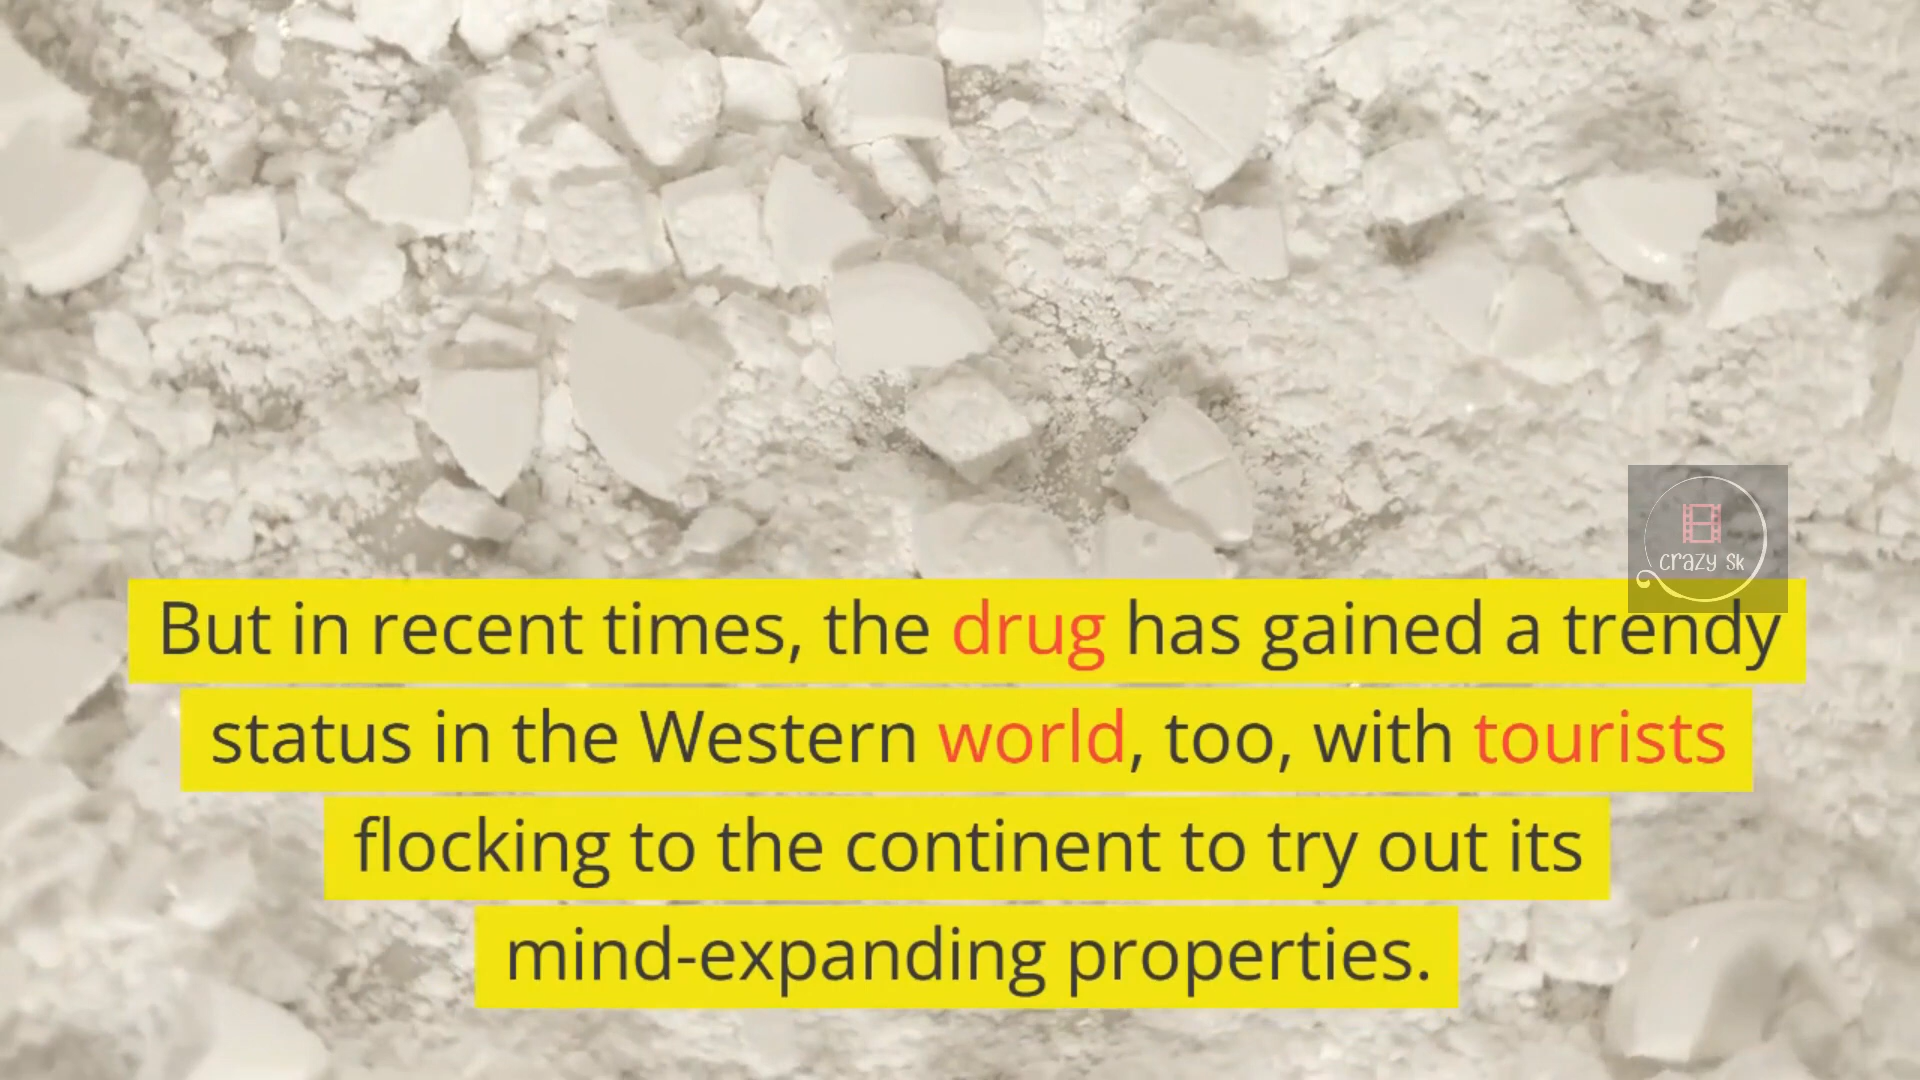 crazy sk
But in recent times, the drug has gained a trendy
status in the Western world, too, with tourists
flocking to the continent to try out its
mind-expanding properties.